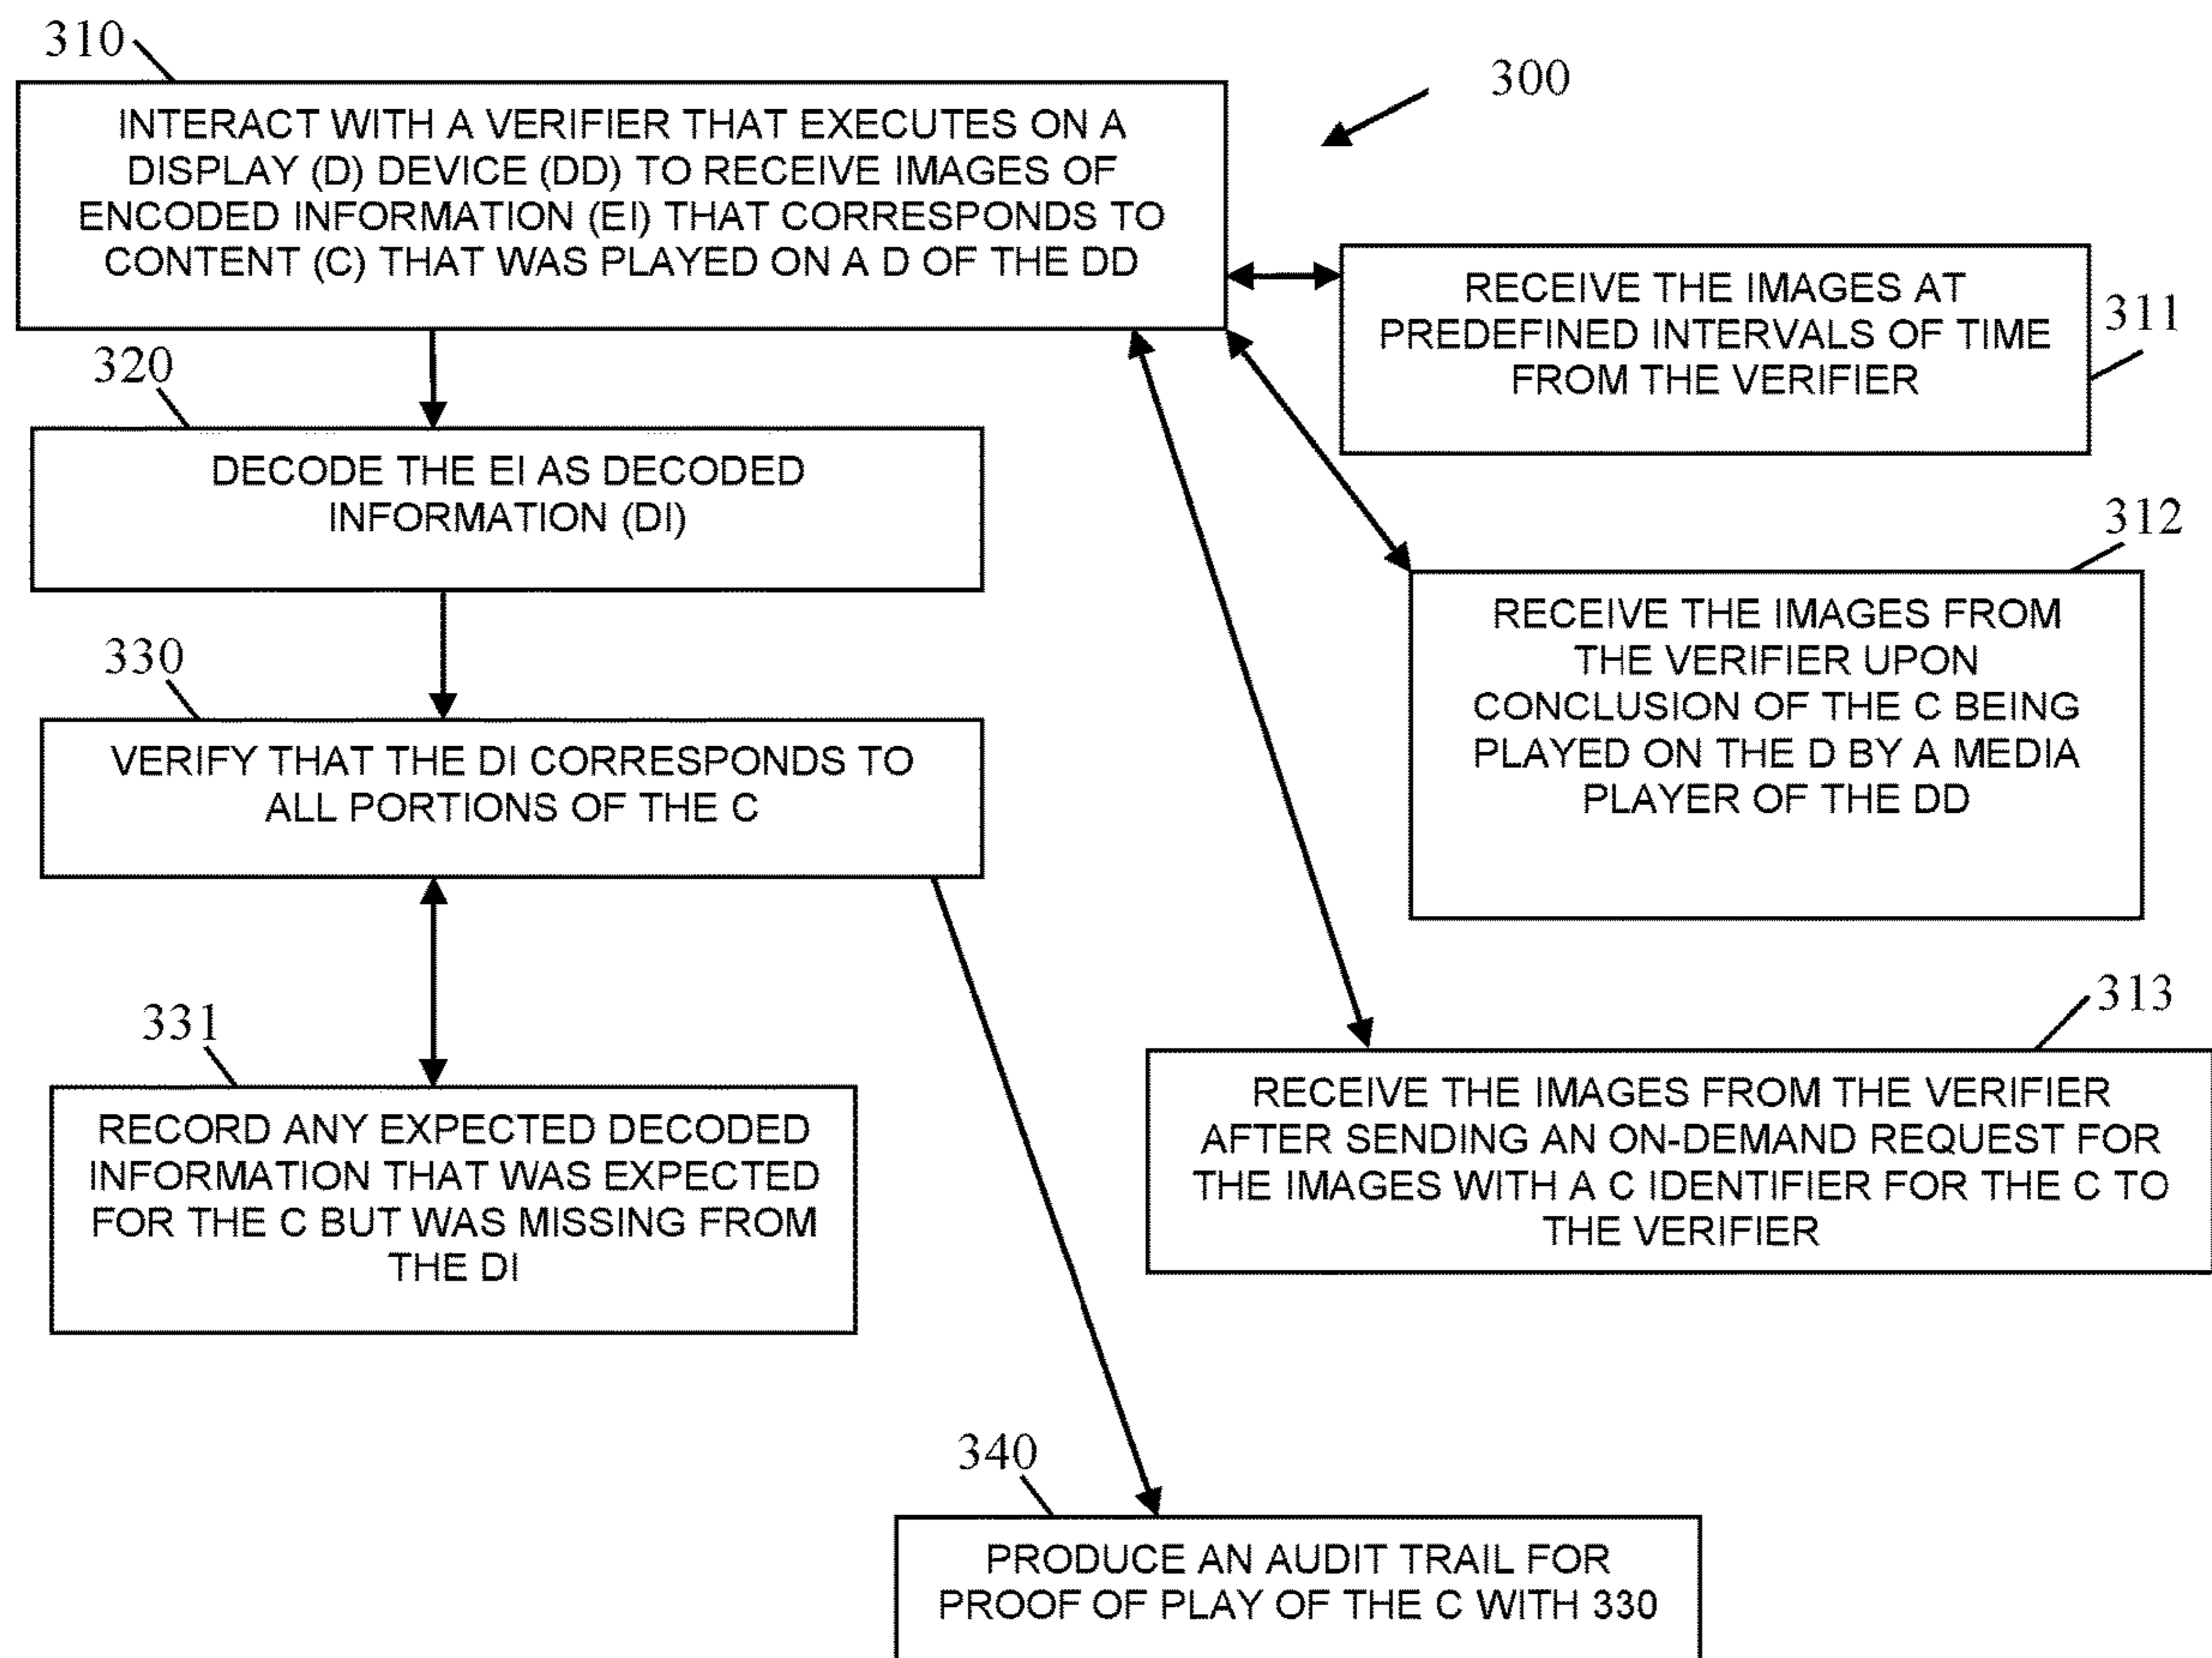 310
300
INTERACT WITH A VERIFIER THAT EXECUTES ON A
DISPLAY (D) DEVICE (DD) TO RECEIVE IMAGES OF
ENCODED INFORMATION (EI) THAT CORRESPONDS TO
CONTENT (C) THAT WAS PLAYED ON A D OF THE DD
311
RECEIVE THE IMAGES AT
PREDEFINED INTERVALS OF TIME
FROM THE VERIFIER
320
DECODE THE EI AS DECODED
INFORMATION (DI)
312
RECEIVE THE IMAGES FROM
THE VERIFIER UPON
CONCLUSION OF THE C BEING
PLAYED ON THE D BY A MEDIA
PLAYER OF THE DD
330
VERIFY THAT THE DI CORRESPONDS TO
ALL PORTIONS OF THE C
313
RECEIVE THE IMAGES FROM THE VERIFIER
AFTER SENDING AN ON-DEMAND REQUEST FOR
THE IMAGES WITH A C IDENTIFIER FOR THE C TO
THE VERIFIER
331
RECORD ANY EXPECTED DECODED
INFORMATION THAT WAS EXPECTED
FOR THE C BUT WAS MISSING FROM
THE DI
340
PRODUCE AN AUDIT TRAIL FOR
PROOF OF PLAY OF THE C WITH 330